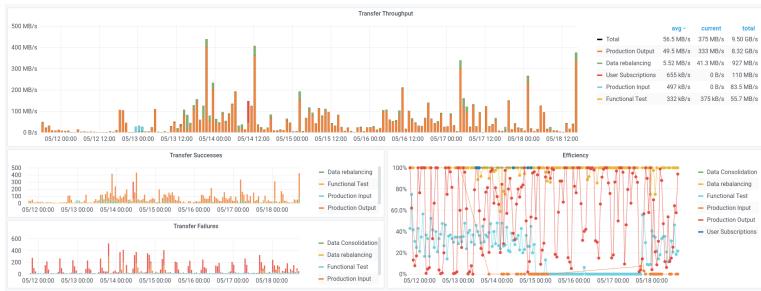 Transfer Throughput
500 MB/s
400 MB/s
300 MB/s
200 MB/s
100 MB/s
0 B/s
05/12 00:00 05/12 12:00 05/13 00:00 05/13 12:00 05/14 00:00 05/14 12:00 05/15 00:00 05/15 12:00 05/16 00:00 05/16 12:00 05/17 00:00 05/17 12:00 05/18 00:00 05/18 12:00
avg current total
Total 56.5 MB/s 375 MB/s 9.50 GB/s
Production Output 49.5 MB/s 333 MB/s 8.32 GB/s
Data rebalancing 5.52 MB/s 41.3 MB/s 927 MB/s
User Subscriptions 655 kB/s 0 B/s 110 MB/s
Production Input 497 kB/s 0 B/s 83.5 MB/s
Functional Test 332 kB/s 375 kB/s 55.7 MB/s
Transfer Successes
500
400
300
200
100
0
05/12 00:00 05/13 00:00 05/14 00:00 05/15 00:00 05/16 00:00 05/17 00:00 05/18 00:00
Data rebalancing
Functional Test
Production Input
Production Output
Transfer Failures
600
400
200
0
05/12 00:00 05/13 00:00 05/14 00:00 05/15 00:00 05/16 00:00 05/17 00:00 05/18 00:00
Data Consolidation
Data rebalancing
Functional Test
Production Input
Efficiency
100%
80%
60%
40%
20%
0%
05/12 00:00 05/13 00:00 05/14 00:00 05/15 00:00 05/16 00:00 05/17 00:00 05/18 00:00
Data Consolidation
Data rebalancing
Functional Test
Production Input
Production Output
User Subscriptions